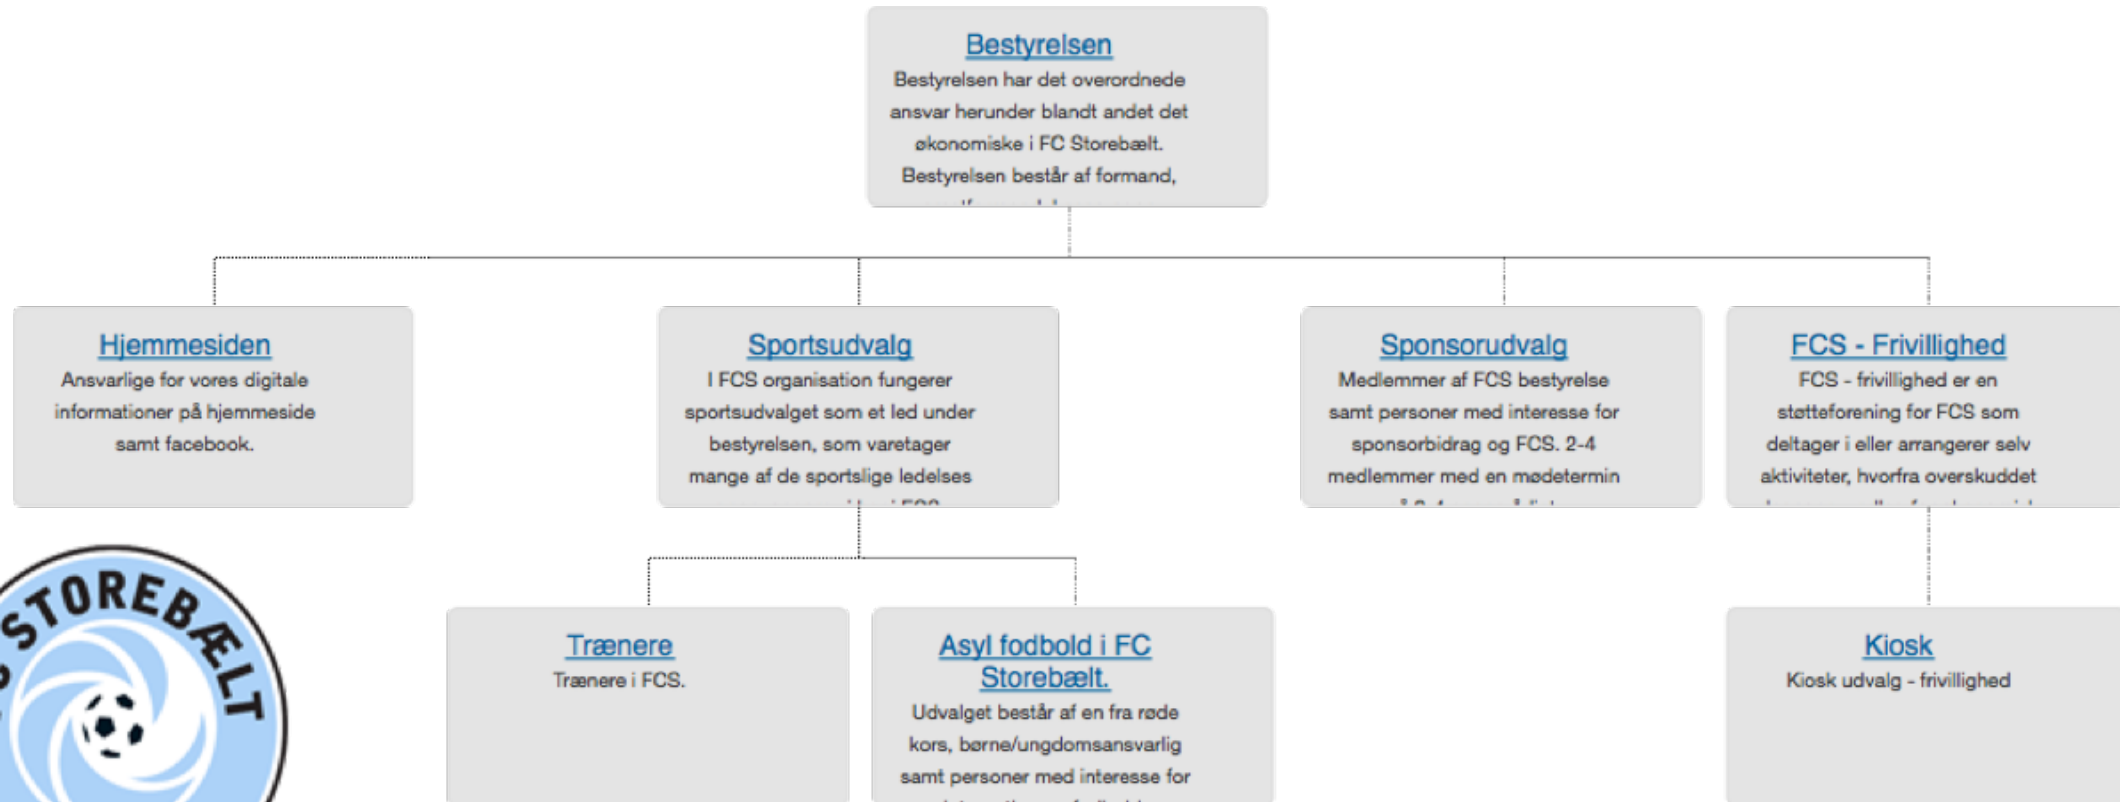 Bestyrelsen
Bestyrelsen har det overordnede
ansvar herunder blandt andet det
økonomiske i FC Storebælt.
Bestyrelsen består af formand,
Hjemmesiden
Ansvarlige for vores digitale
informationer på hjemmeside
samt facebook.
Sportsudvalg
I FCS organisation fungerer
sportsudvalget som et led under
bestyrelsen, som varetager
mange af de sportslige ledelses
Sponsorudvalg
Medlemmer af FCS bestyrelse
samt personer med interesse for
sponsorbidrag og FCS. 2-4
medlemmer med en mødetermin
FCS - Frivillighed
FCS - frivillighed er en
støtteforening for FCS som
deltager i eller arrangerer selv
aktiviteter, hvorfra overskuddet
STOREBÆLT
Trænere
Trænere i FCS.
Asyl fodbold i FC
Storebælt.
Udvalget består af en fra røde
kors, børne/ungdomsansvarlig
samt personer med interesse for
Kiosk
Kiosk udvalg - frivillighed